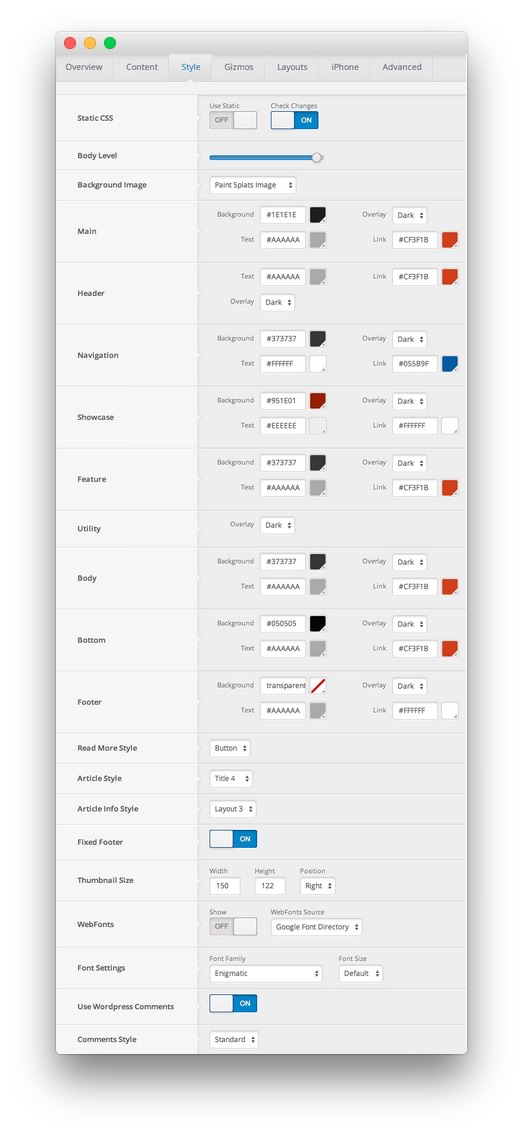 Overview Content Style Gizmos Layouts iPhone Advanced
Static CSS
Use Static Check Changes
OFF ON
Body Level
Background Image Paint Splats Image
Main
Background #1E1E1E Overlay Dark
Text #AAAAAA Link #CF3F1B
Header
Text #AAAAAA Link #CF3F1B
Overlay Dark
Navigation
Background #373737 Overlay Dark
Text #FFFFFF Link #055B9F
Showcase
Background #951E01 Overlay Dark
Text #EEEEEE Link #FFFFFF
Feature
Background #373737 Overlay Dark
Text #AAAAAA Link #CF3F1B
Utility Overlay Dark
Body
Background #373737 Overlay Dark
Text #AAAAAA Link #CF3F1B
Bottom
Background #050505 Overlay Dark
Text #AAAAAA Link #CF3F1B
Footer
Background transparent Overlay Dark
Text #AAAAAA Link #FFFFFF
Read More Style Button
Article Style Title 4
Article Info Style Layout 3
Fixed Footer ON
Thumbnail Size
Width Height Position
150 122 Right
WebFonts
Show WebFonts Source
OFF Google Font Directory
Font Settings
Font Family Font Size
Enigmatic Default
Use Wordpress Comments ON
Comments Style Standard